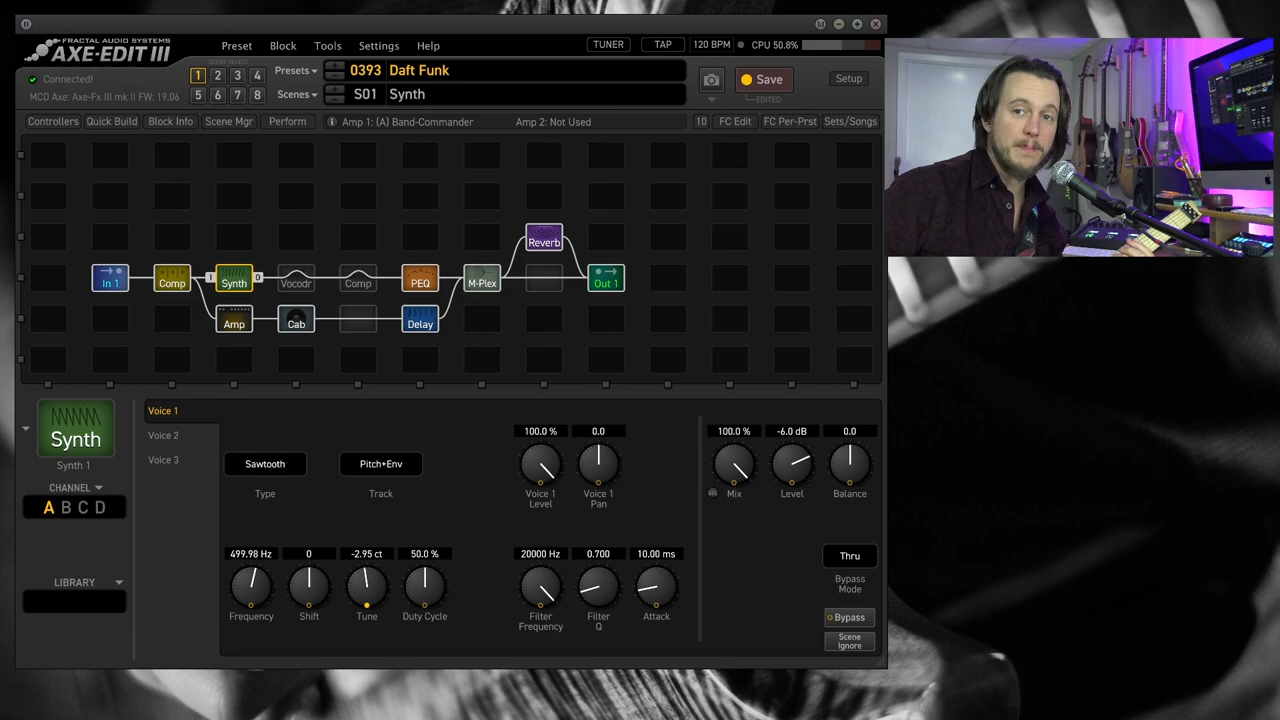 FRACTAL AUDIO SYSTEMS
AXE-EDIT III
Preset Block Tools Settings Help
TUNER TAP 120 BPM CPU 50.8%
Connected!
MCD Axe: Axe-Fx III mk II FW: 19.06
SCENE SELECT
1 2 3 4
5 6 7 8
Presets 0393 Daft Funk
Scenes S01 Synth
Save
EDITED
Setup
Controllers Quick Build Block Info Scene Mgr Perform Amp 1: (A) Band-Commander Amp 2: Not Used 10 FC Edit FC Per-Prst Sets/Songs
Reverb
In 1 Comp I Synth O Vocodr Comp PEQ M-Plex Out 1
Amp Cab Delay
Synth
Synth 1
CHANNEL
A B C D
LIBRARY
Voice 1
Voice 2
Voice 3
Sawtooth Pitch+Env
Type Track
100.0 % 0.0
Voice 1 Level Voice 1 Pan
100.0 % -6.0 dB 0.0
Mix Level Balance
499.98 Hz 0 -2.95 ct 50.0 %
Frequency Shift Tune Duty Cycle
20000 Hz 0.700 10.00 ms
Filter Frequency Filter Q Attack
Thru
Bypass Mode
Bypass
Scene Ignore